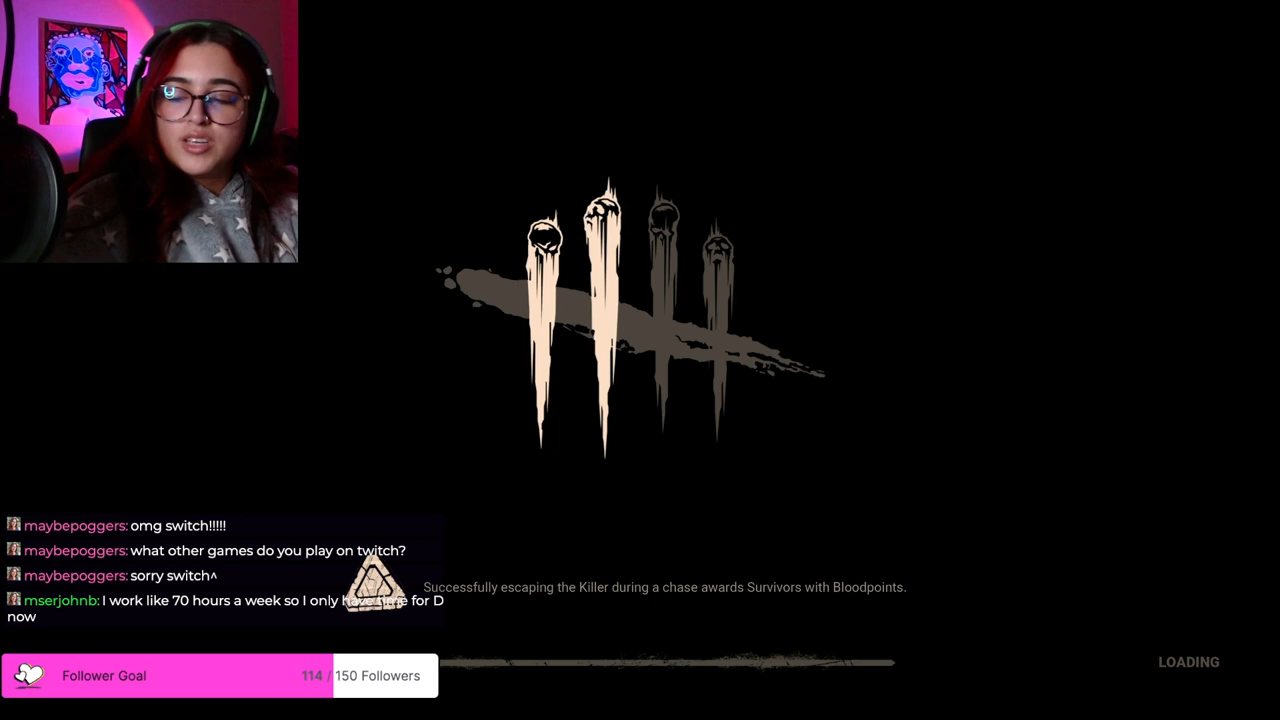 maybepoggers: omg switch!!!!!
maybepoggers: what other games do you play on twitch?
maybepoggers: sorry switch^
mserjohnb: I work like 70 hours a week so I only have time for D
now
Successfully escaping the Killer during a chase awards Survivors with Bloodpoints.
Follower Goal 114 / 150 Followers
LOADING